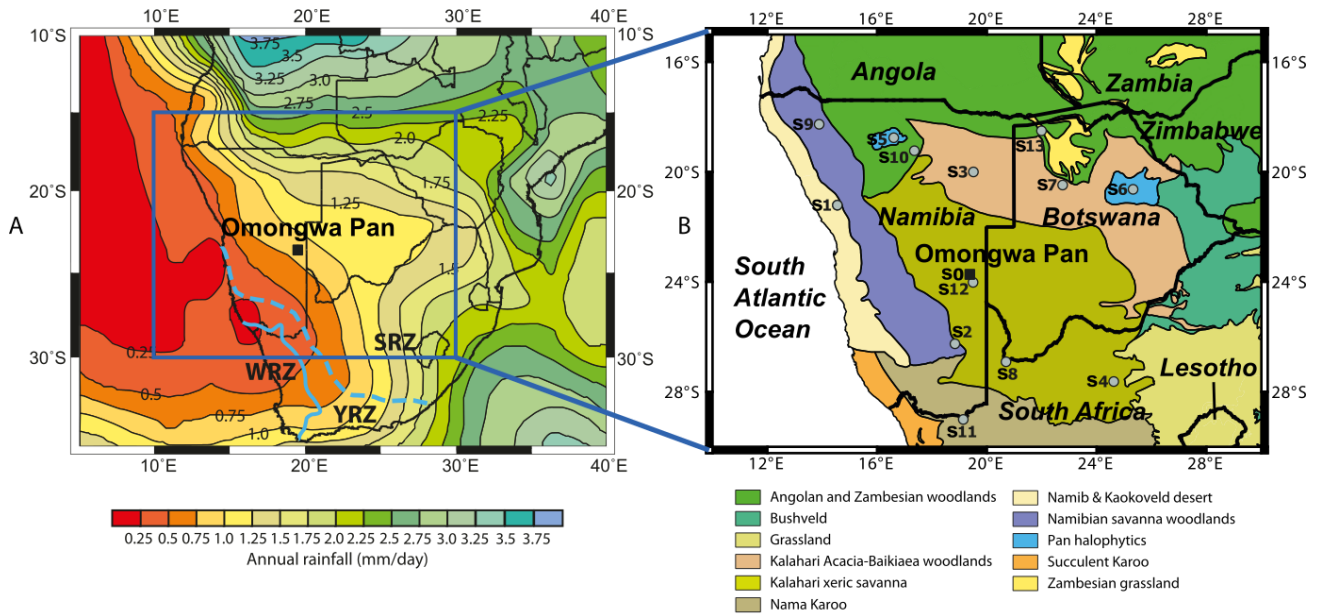 10°E 20°E 30°E 40°E
10°S
10°S
3.75
3.5
3.25
3.0
2.75
2.5
2.25
2.0
1.75
20°S
20°S
1.25
A
Omongwa Pan
1.5
SRZ
30°S
30°S
0.25
WRZ
0.5
0.75
YRZ
1.0
10°E 20°E 30°E 40°E
0.25 0.5 0.75 1.0 1.25 1.5 1.75 2.0 2.25 2.5 2.75 3.0 3.25 3.5 3.75
Annual rainfall (mm/day)
12°E 16°E 20°E 24°E 28°E
16°S
16°S
Angola
Zambia
S9
S5
S13
Zimbabwe
S10
20°S
20°S
S3
S7
S6
S1
Namibia
Botswana
B
Omongwa Pan
S0
24°S
24°S
South
S12
Atlantic
Ocean
S2
S8
S4
Lesotho
28°S
28°S
South Africa
S11
12°E 16°E 20°E 24°E 28°E
Angolan and Zambesian woodlands
Bushveld
Grassland
Kalahari Acacia-Baikiaea woodlands
Kalahari xeric savanna
Nama Karoo
Namib & Kaokoveld desert
Namibian savanna woodlands
Pan halophytics
Succulent Karoo
Zambesian grassland